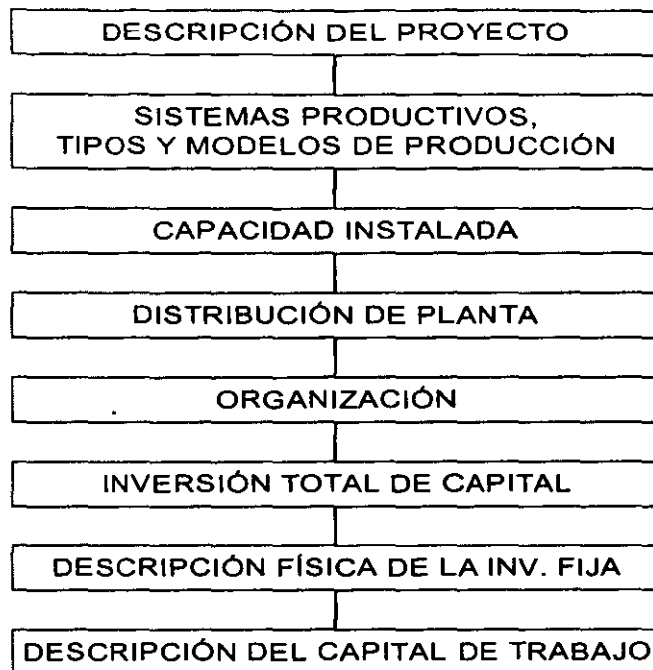 DESCRIPCIÓN DEL PROYECTO
SISTEMAS PRODUCTIVOS,
TIPOS Y MODELOS DE PRODUCCIÓN
CAPACIDAD INSTALADA
DISTRIBUCIÓN DE PLANTA
ORGANIZACIÓN
INVERSIÓN TOTAL DE CAPITAL
DESCRIPCIÓN FÍSICA DE LA INV. FIJA
DESCRIPCIÓN DEL CAPITAL DE TRABAJO